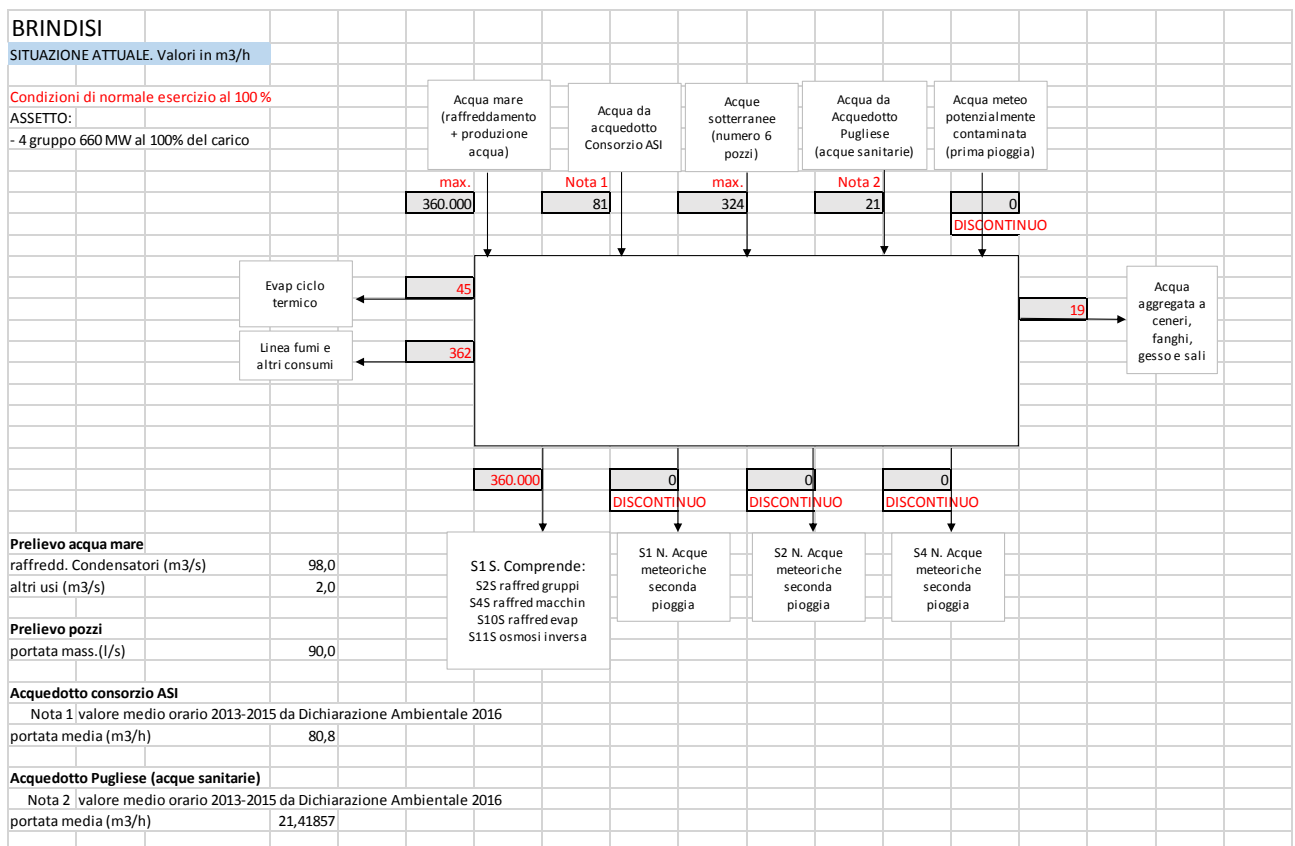 BRINDISI
SITUAZIONE ATTUALE. Valori in m3/h
Condizioni di normale esercizio al 100%
ASSETTO:
- 4 gruppo 660 MW al 100% del carico
Acqua mare
(raffreddamento
+ produzione
acqua)
Acqua da
acquedotto
Consorzio ASI
Acque
sotterranee
(numero 6
pozzi)
Acqua da
Acquedotto
Pugliese
(acque sanitarie)
Acqua meteo
potenzialmente
contaminata
(prima pioggia)
max.
Nota 1
max.
Nota 2
360.000
81
324
21
0
DISCONTINUO
Evap ciclo
termico
45
Linea fumi e
altri consumi
362
19
Acqua
aggregata a
ceneri,
fanghi,
gesso e sali
360.000
0
0
0
DISCONTINUO
DISCONTINUO
DISCONTINUO
S1 S. Comprende:
S2S raffred gruppi
S4S raffred macchin
S10S raffred evap
S11S osmosi inversa
S1 N. Acque
meteoriche
seconda
pioggia
S2 N. Acque
meteoriche
seconda
pioggia
S4 N. Acque
meteoriche
seconda
pioggia
Prelievo acqua mare
raffredd. Condensatori (m3/s) 98,0
altri usi (m3/s) 2,0
Prelievo pozzi
portata mass.(l/s) 90,0
Acquedotto consorzio ASI
Nota 1 valore medio orario 2013-2015 da Dichiarazione Ambientale 2016
portata media (m3/h) 80,8
Acquedotto Pugliese (acque sanitarie)
Nota 2 valore medio orario 2013-2015 da Dichiarazione Ambientale 2016
portata media (m3/h) 21,41857